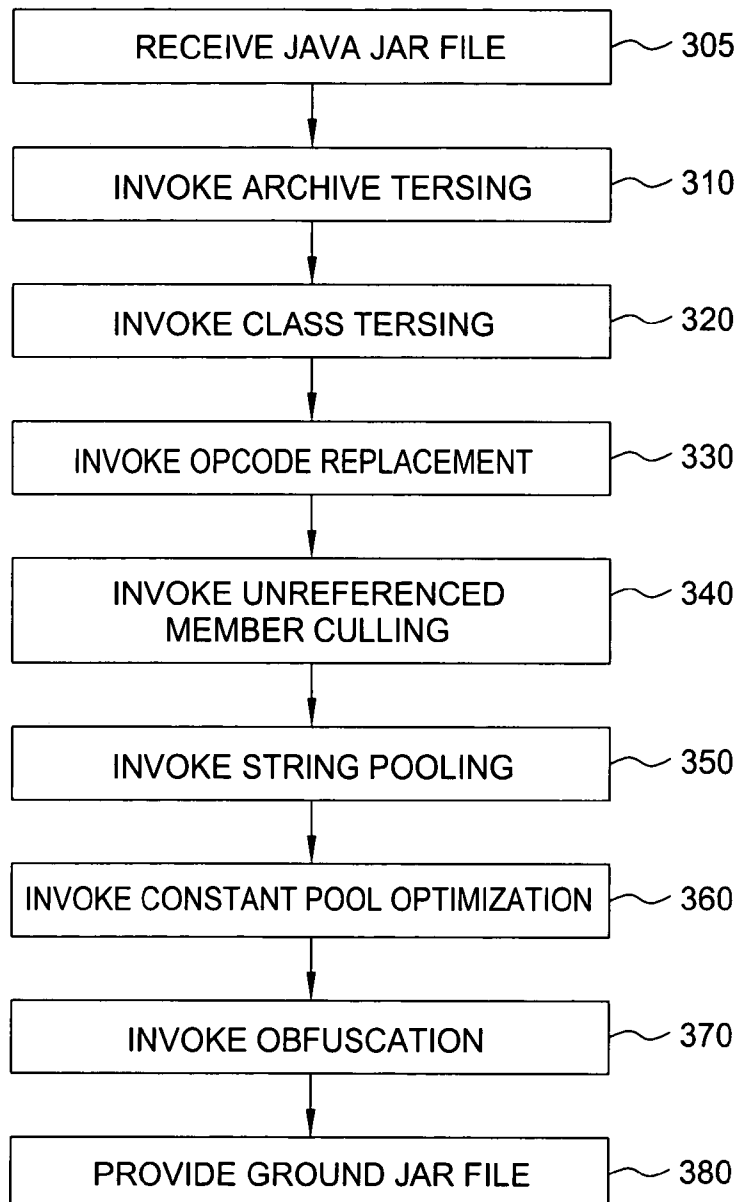 RECEIVE JAVA JAR FILE 305
INVOKE ARCHIVE TERSING 310
INVOKE CLASS TERSING 320
INVOKE OPCODE REPLACEMENT 330
INVOKE UNREFERENCED
MEMBER CULLING 340
INVOKE STRING POOLING 350
INVOKE CONSTANT POOL OPTIMIZATION 360
INVOKE OBFUSCATION 370
PROVIDE GROUND JAR FILE 380